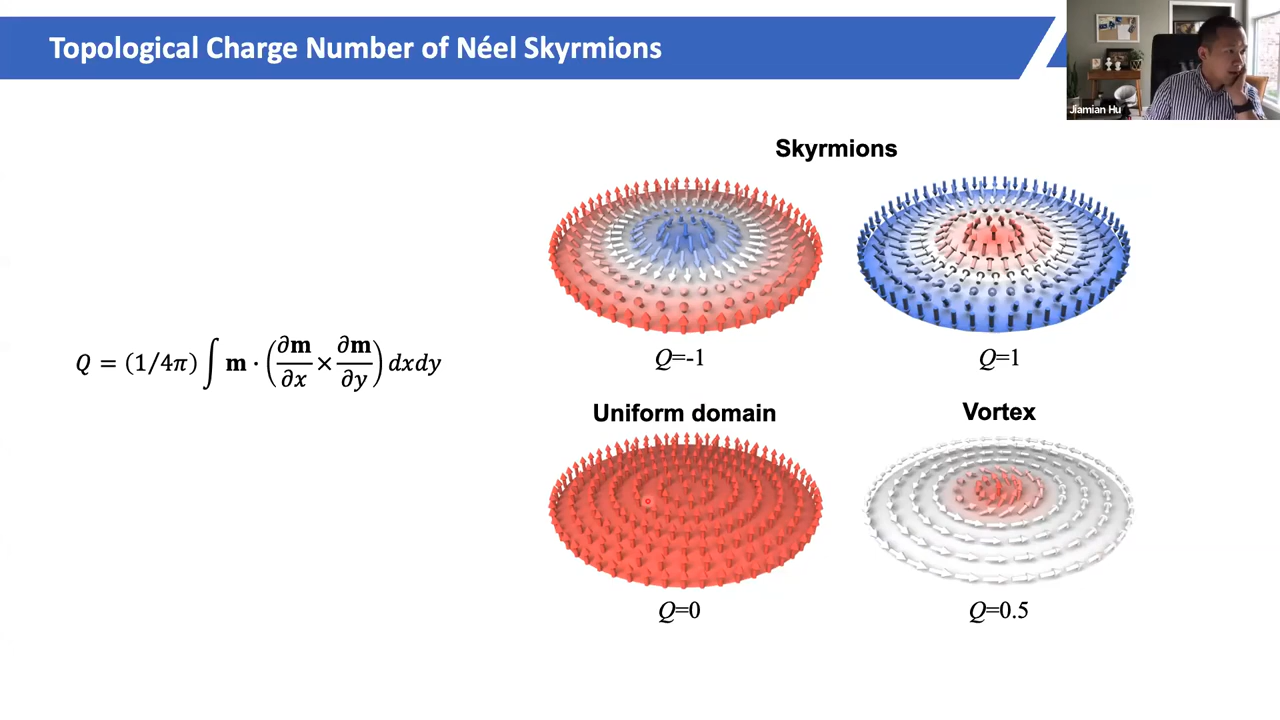 Topological Charge Number of Néel Skyrmions
Jiamian Hu
Skyrmions
Q=-1
Q=1
Q = (1/4π) ∫ m · (∂m/∂x × ∂m/∂y) dxdy
Uniform domain
Vortex
Q=0
Q=0.5